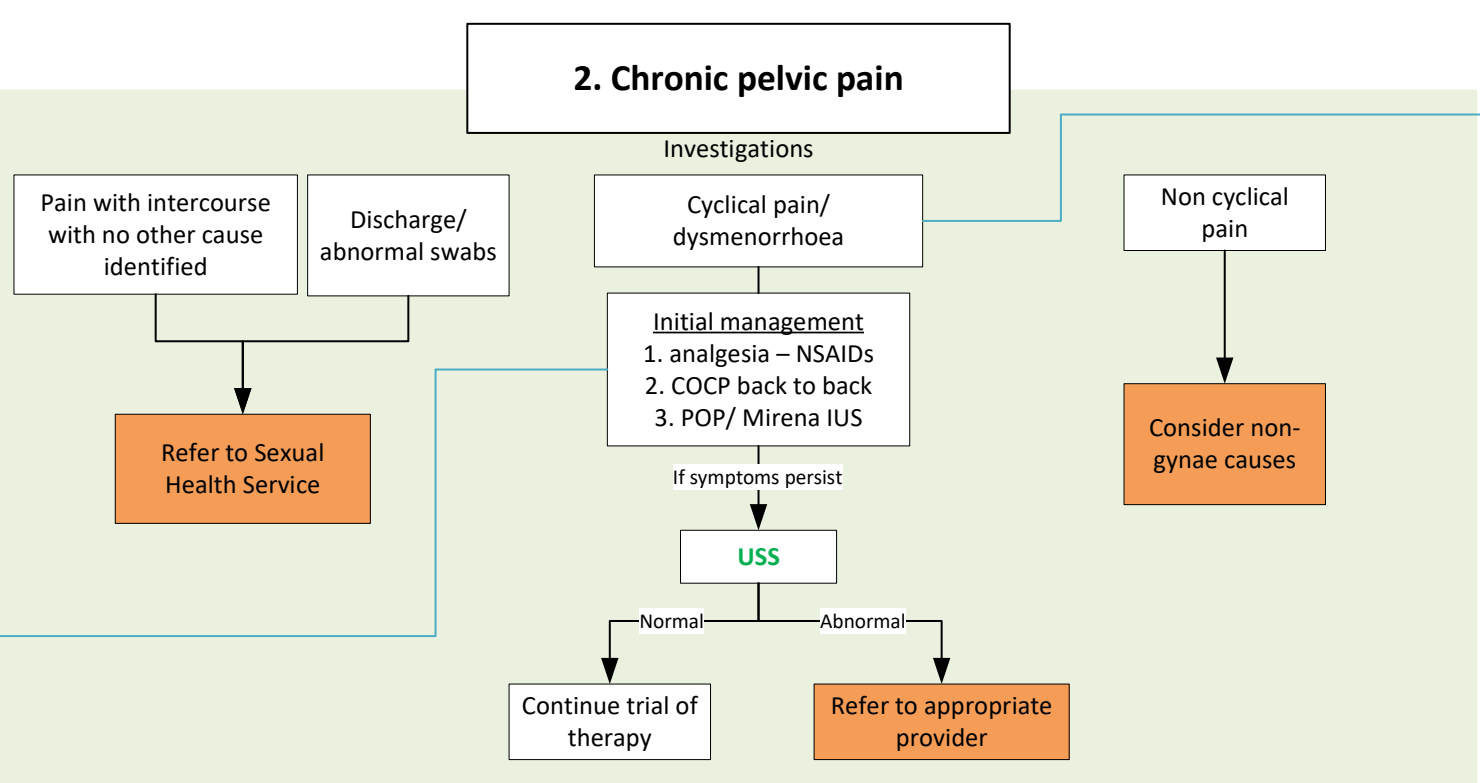 2. Chronic pelvic pain
Investigations
Pain with intercourse
with no other cause
identified
Discharge/
abnormal swabs
Cyclical pain/
dysmenorrhoea
Non cyclical
pain
Initial management
1. analgesia – NSAIDs
2. COCP back to back
3. POP/ Mirena IUS
Refer to Sexual
Health Service
Consider non-
gynae causes
If symptoms persist
USS
Normal
Abnormal
Continue trial of
therapy
Refer to appropriate
provider